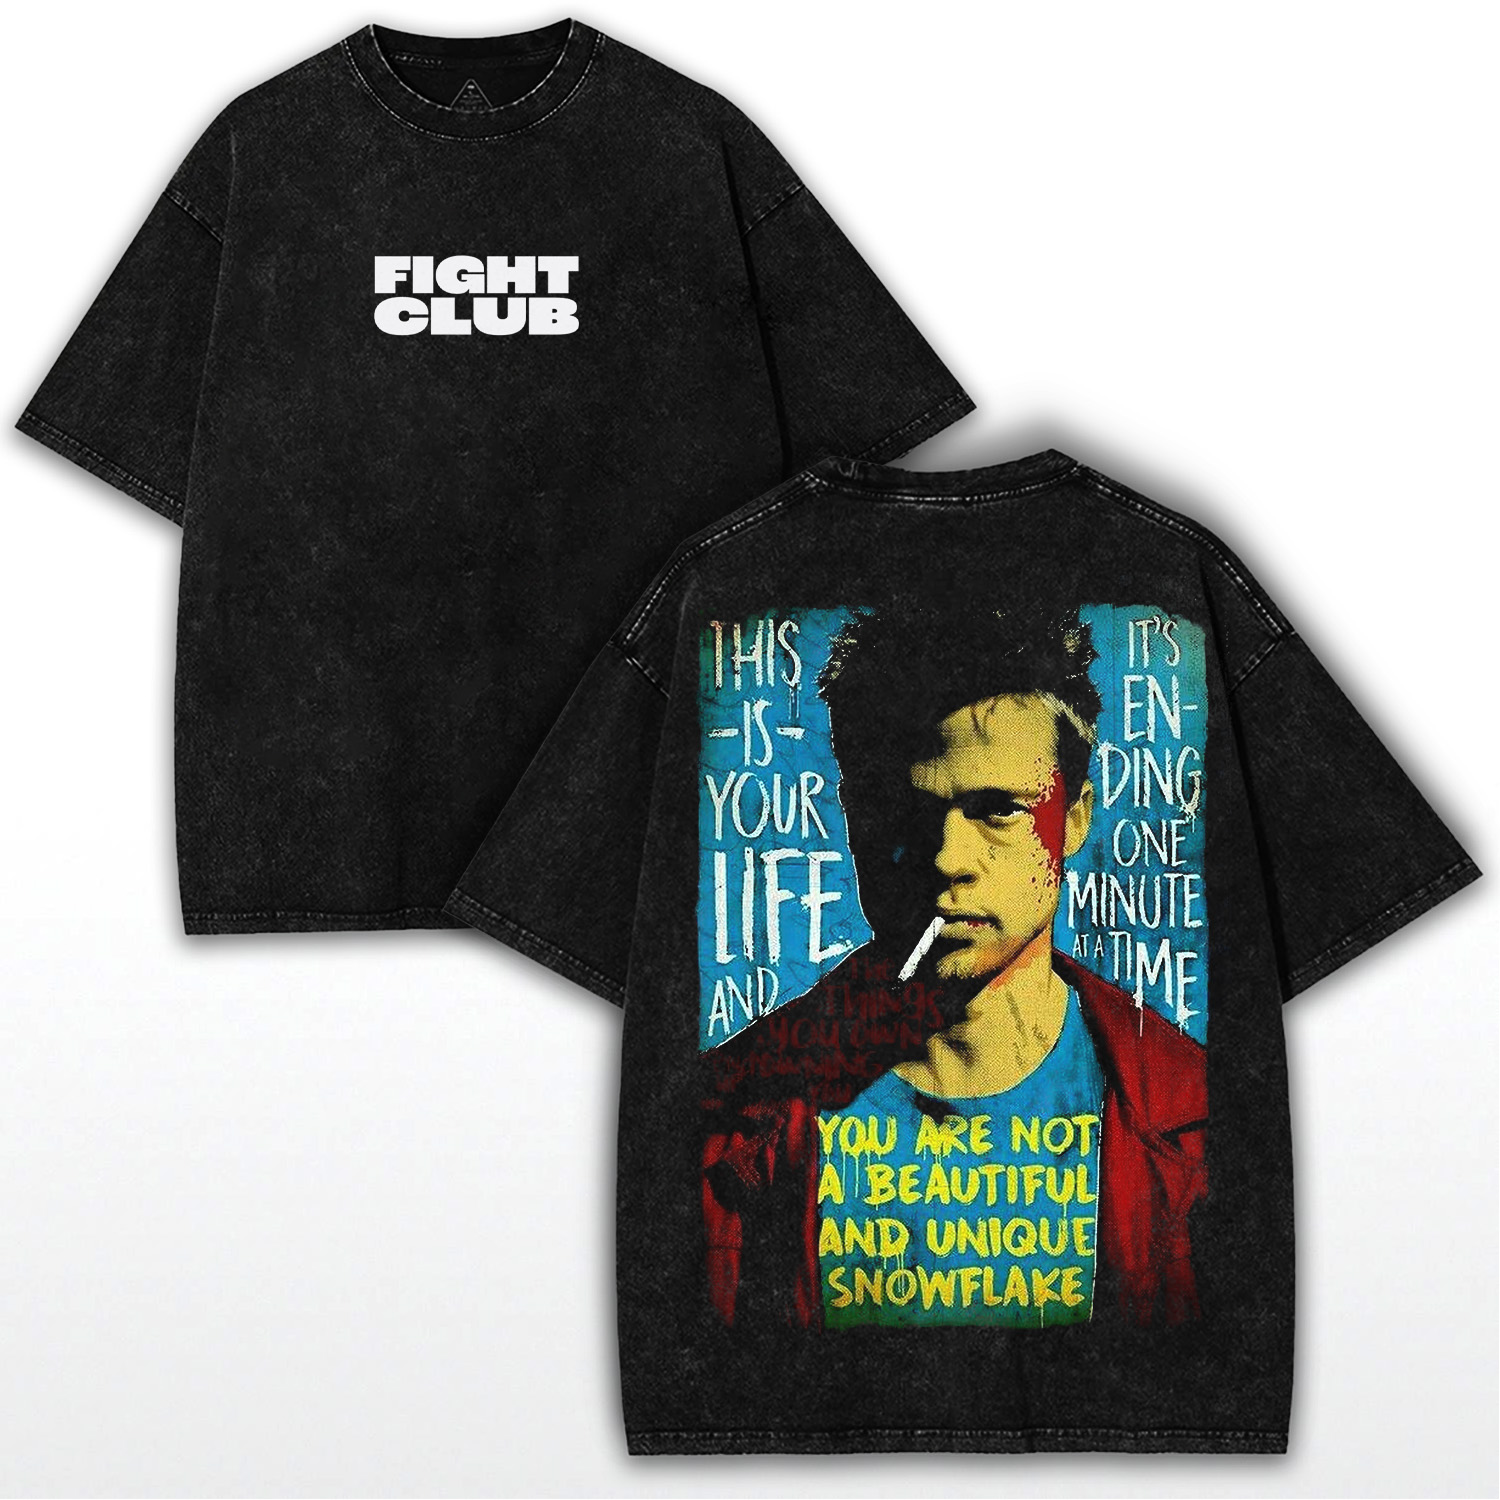 FIGHT
CLUB
THIS
-IS-
YOUR
LIFE
AND
IT'S
EN-
DING
ONE
MINUTE
AT A TIME
THE
THINGS
YOU OWN
YOU ARE NOT
A BEAUTIFUL
AND UNIQUE
SNOWFLAKE